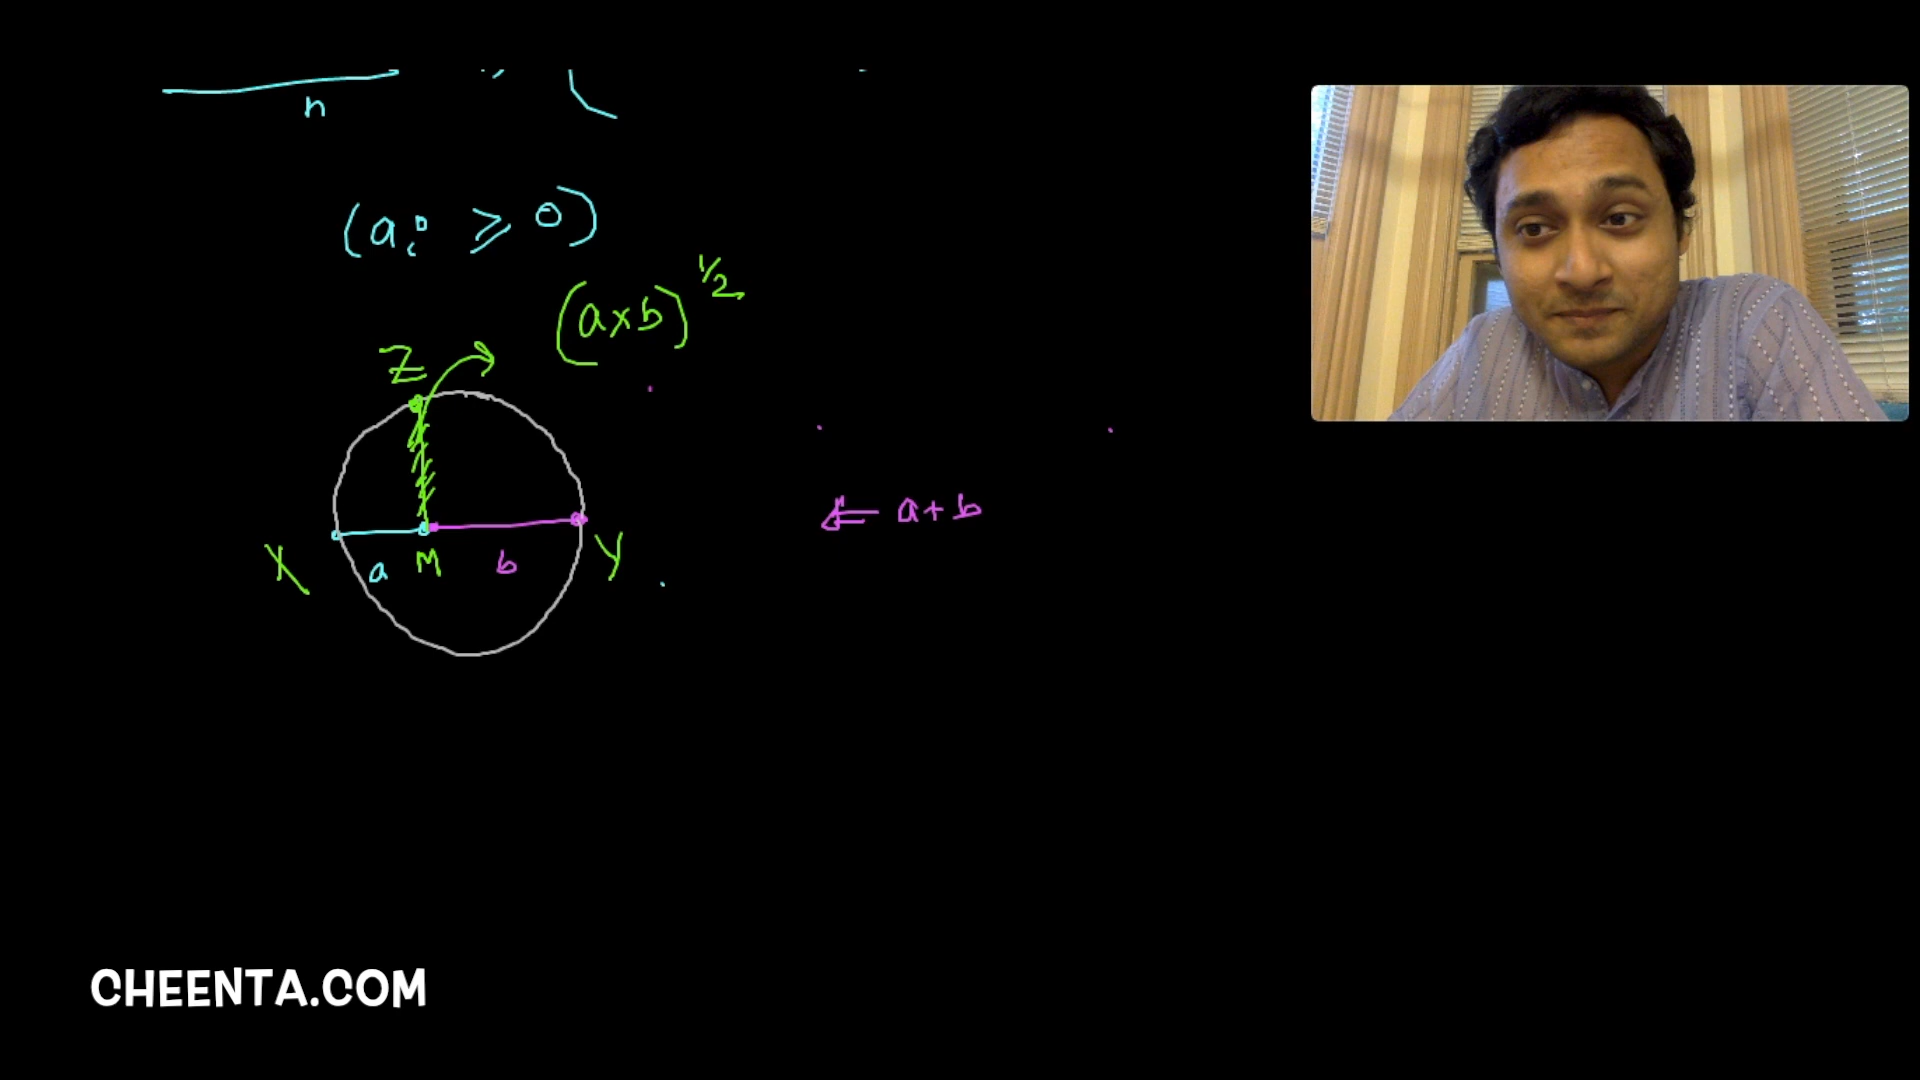 n
(aᵢ ≥ 0)
(a×b)^1/2
Z
⇐ a+b
X a M b Y
CHEENTA.COM